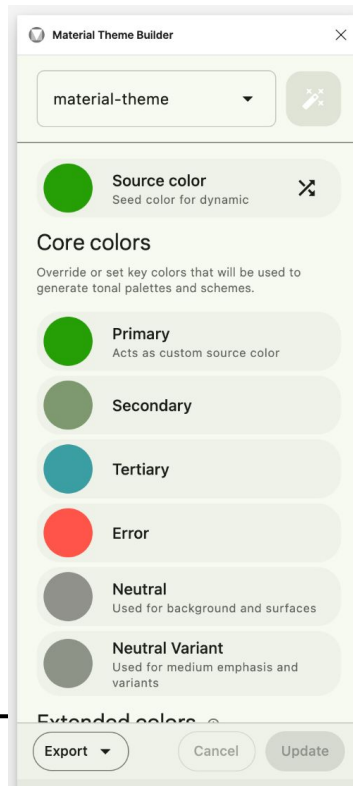 Material Theme Builder
material-theme
Source color
Seed color for dynamic
Core colors
Override or set key colors that will be used to
generate tonal palettes and schemes.
Primary
Acts as custom source color
Secondary
Tertiary
Error
Neutral
Used for background and surfaces
Neutral Variant
Used for medium emphasis and
variants
Extended colors
Export
Cancel
Update